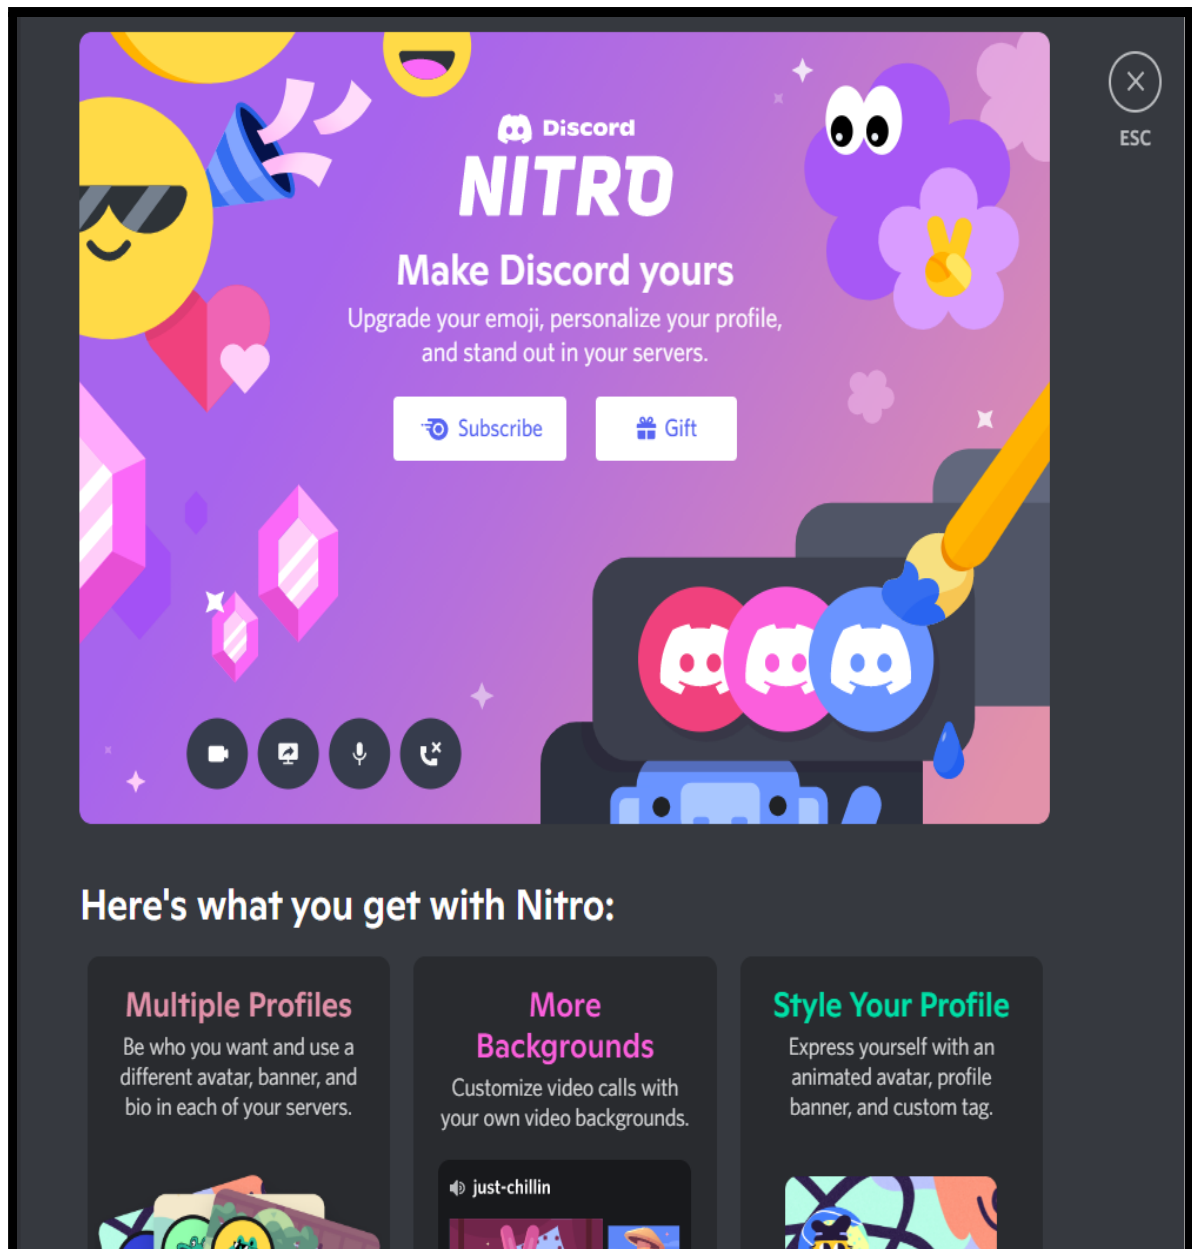 Discord
NITRO
ESC
Make Discord yours
Upgrade your emoji, personalize your profile,
and stand out in your servers.
Subscribe
Gift
Here's what you get with Nitro:
Multiple Profiles
Be who you want and use a
different avatar, banner, and
bio in each of your servers.
More
Backgrounds
Customize video calls with
your own video backgrounds.
just-chillin
Style Your Profile
Express yourself with an
animated avatar, profile
banner, and custom tag.